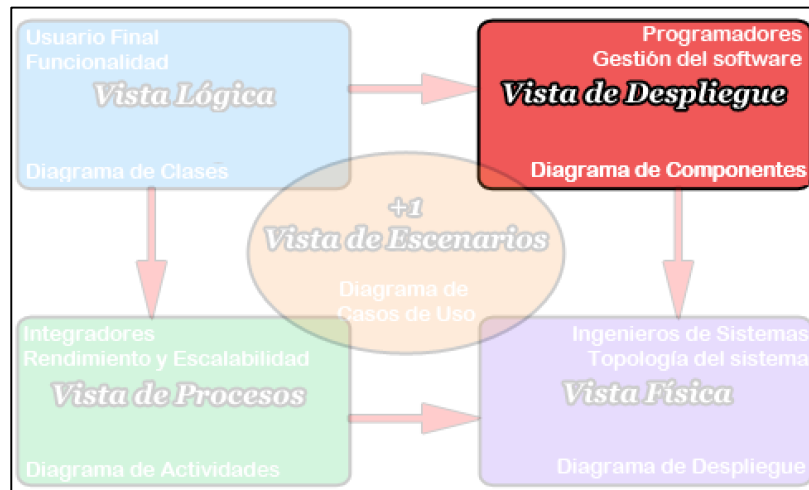 Usuario Final
Funcionalidad
Vista Lógica
Diagrama de Clases
Programadores
Gestión del software
Vista de Despliegue
Diagrama de Componentes
+1
Vista de Escenarios
Diagrama de
Casos de Uso
Integradores
Rendimiento y Escalabilidad
Vista de Procesos
Diagrama de Actividades
Ingenieros de Sistemas
Topología del sistema
Vista Física
Diagrama de Despliegue